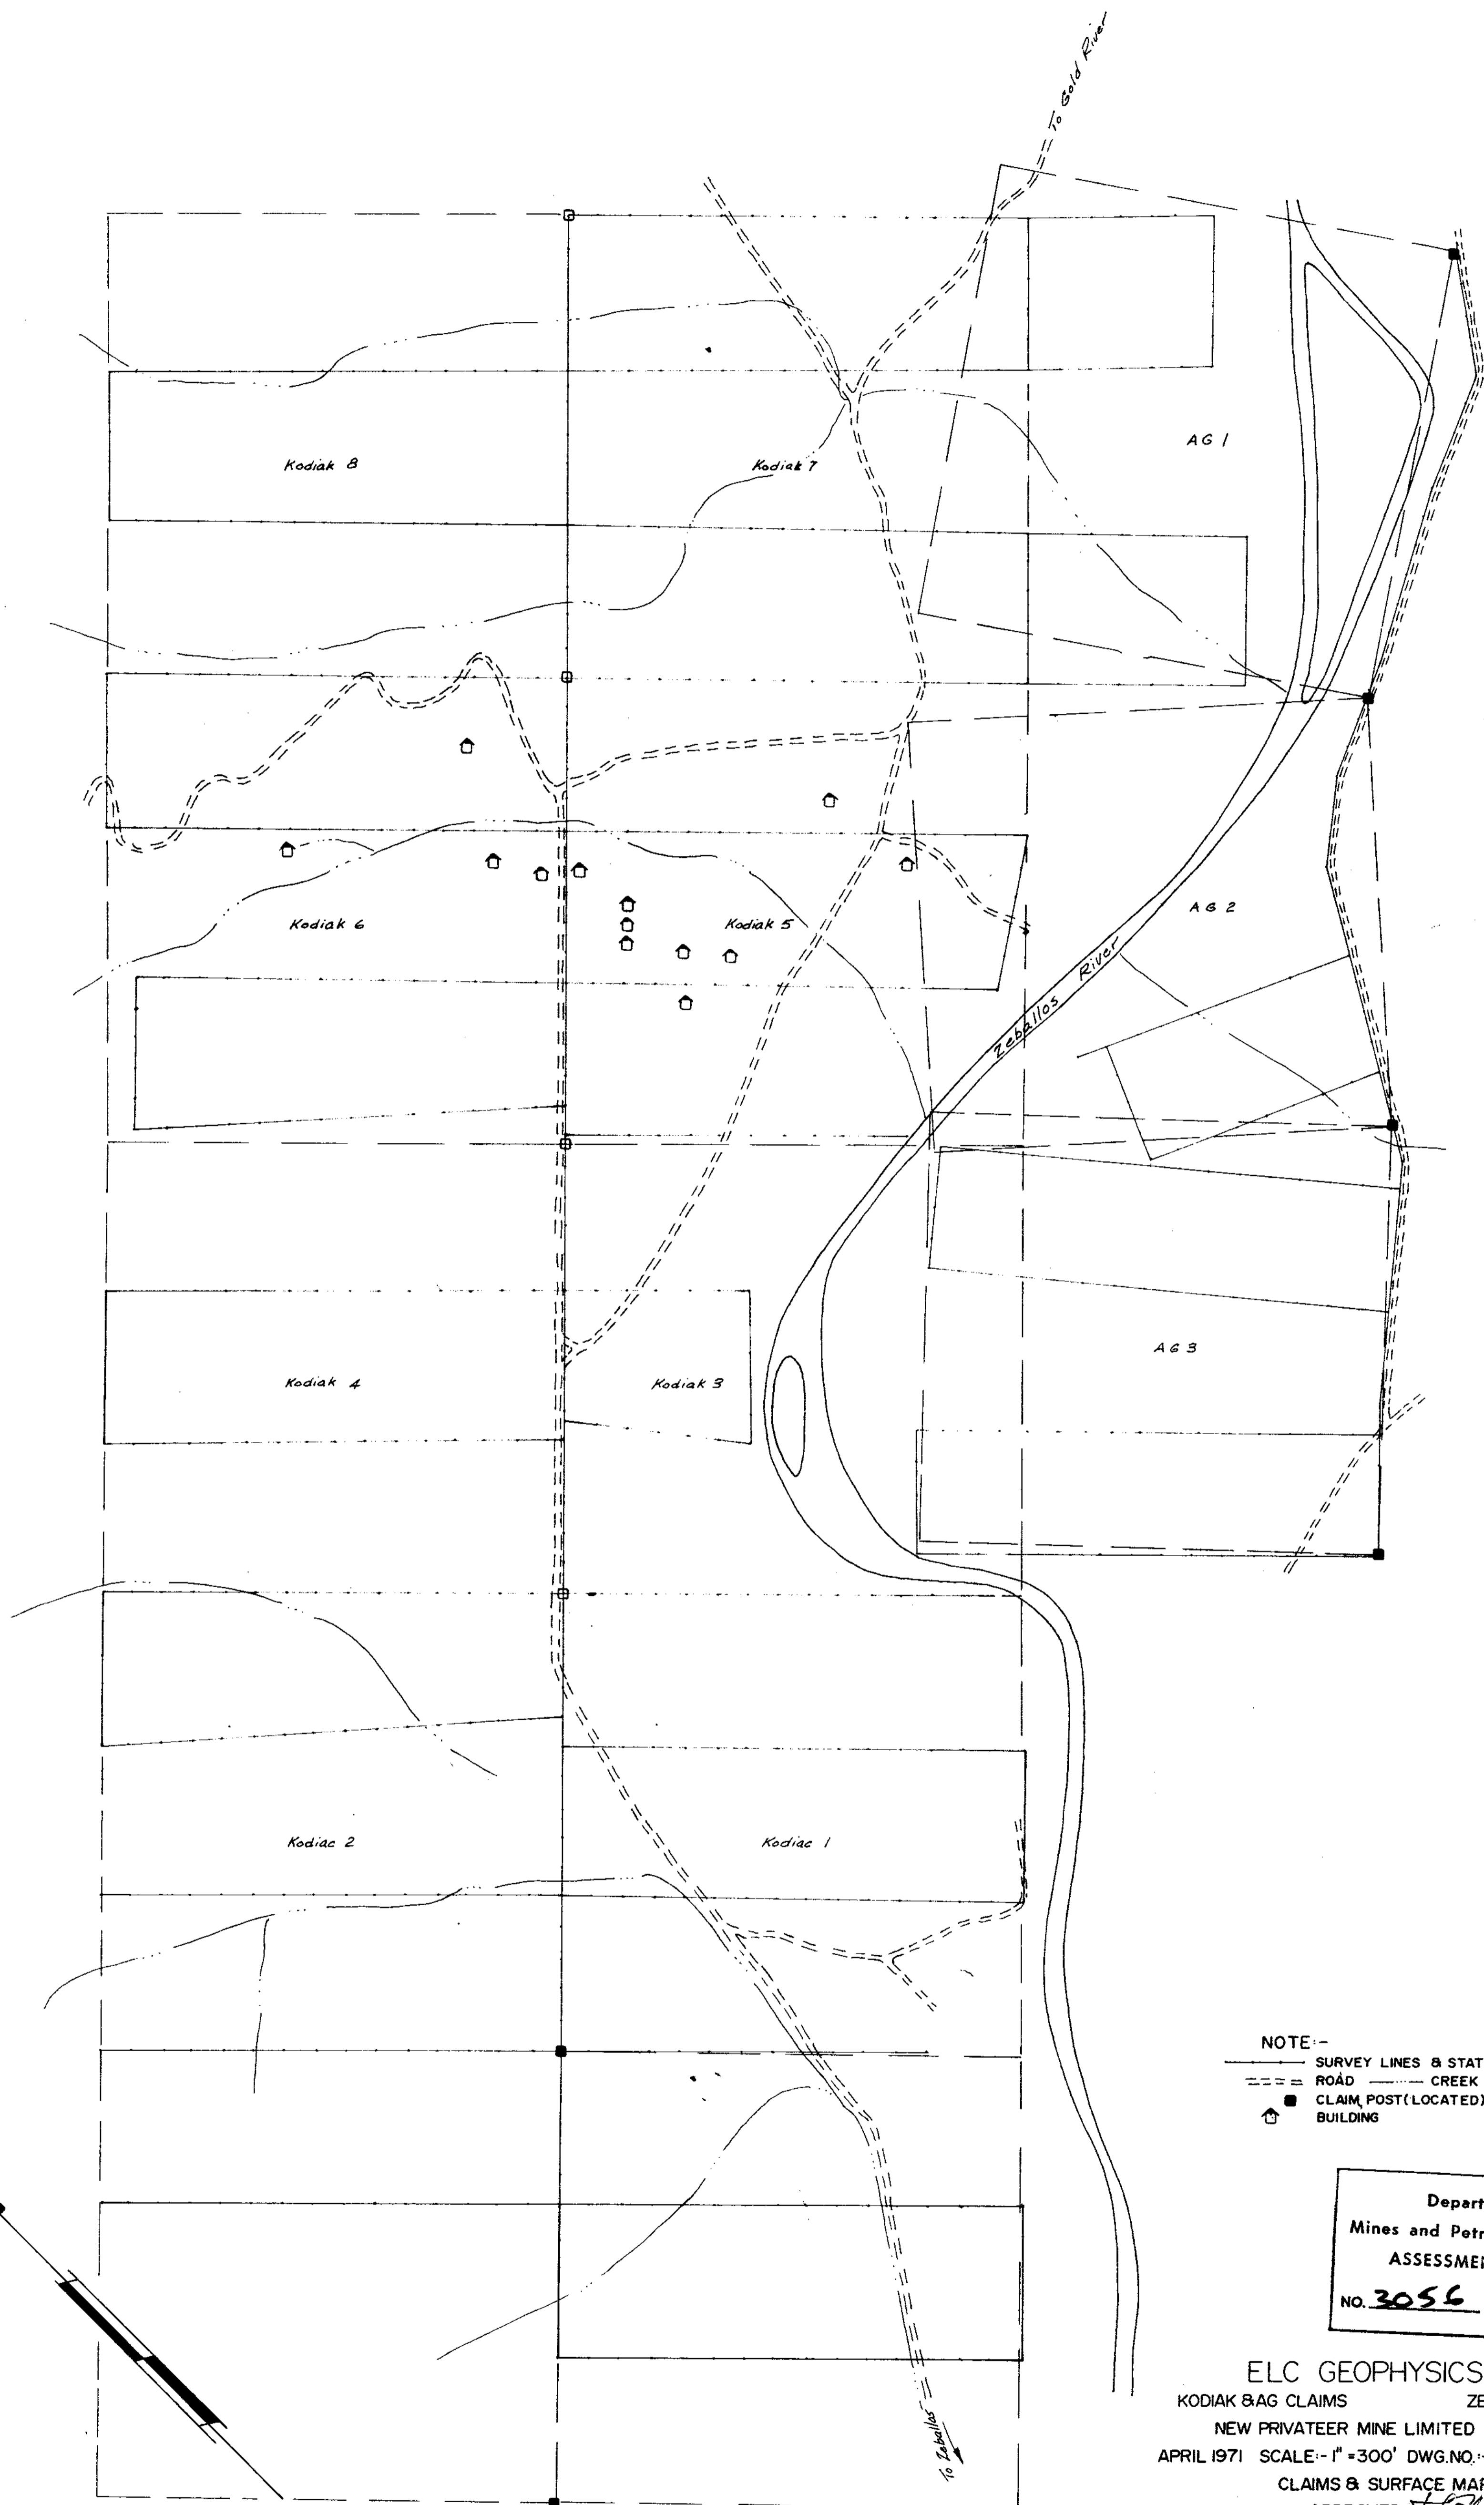 To Gold River
AG 1
Kodiak 8
Kodiak 7
AG 2
Kodiak 6
Kodiak 5
Zeballos River
AG 3
Kodiak 4
Kodiak 3
Kodiac 2
Kodiac 1
NOTE:-
SURVEY LINES & STAT
ROAD CREEK
CLAIM POST (LOCATED)
BUILDING
Depart
Mines and Petr
ASSESSME
NO. 3056
ELC GEOPHYSICS
KODIAK & AG CLAIMS ZE
NEW PRIVATEER MINE LIMITED
APRIL 1971 SCALE:- 1" = 300' DWG.NO.:-
CLAIMS & SURFACE MAP
To Zeballas